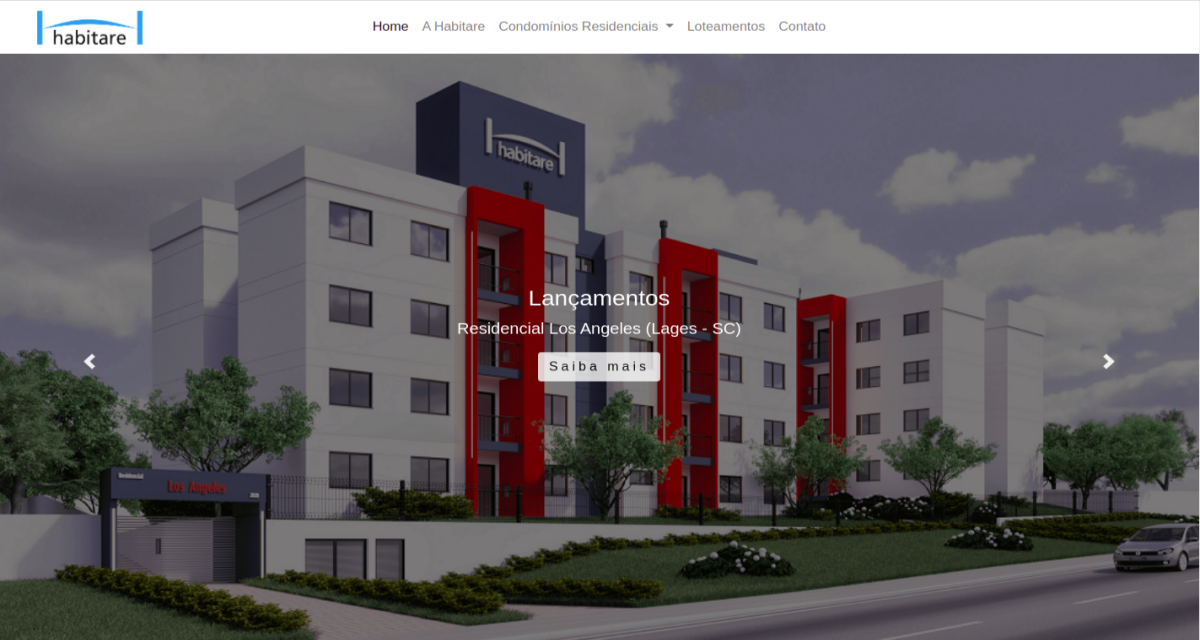 habitare
Home A Habitare Condomínios Residenciais Loteamentos Contato
habitare
Lançamentos
Residencial Los Angeles (Lages - SC)
Saiba mais
Residencial
Los Angeles